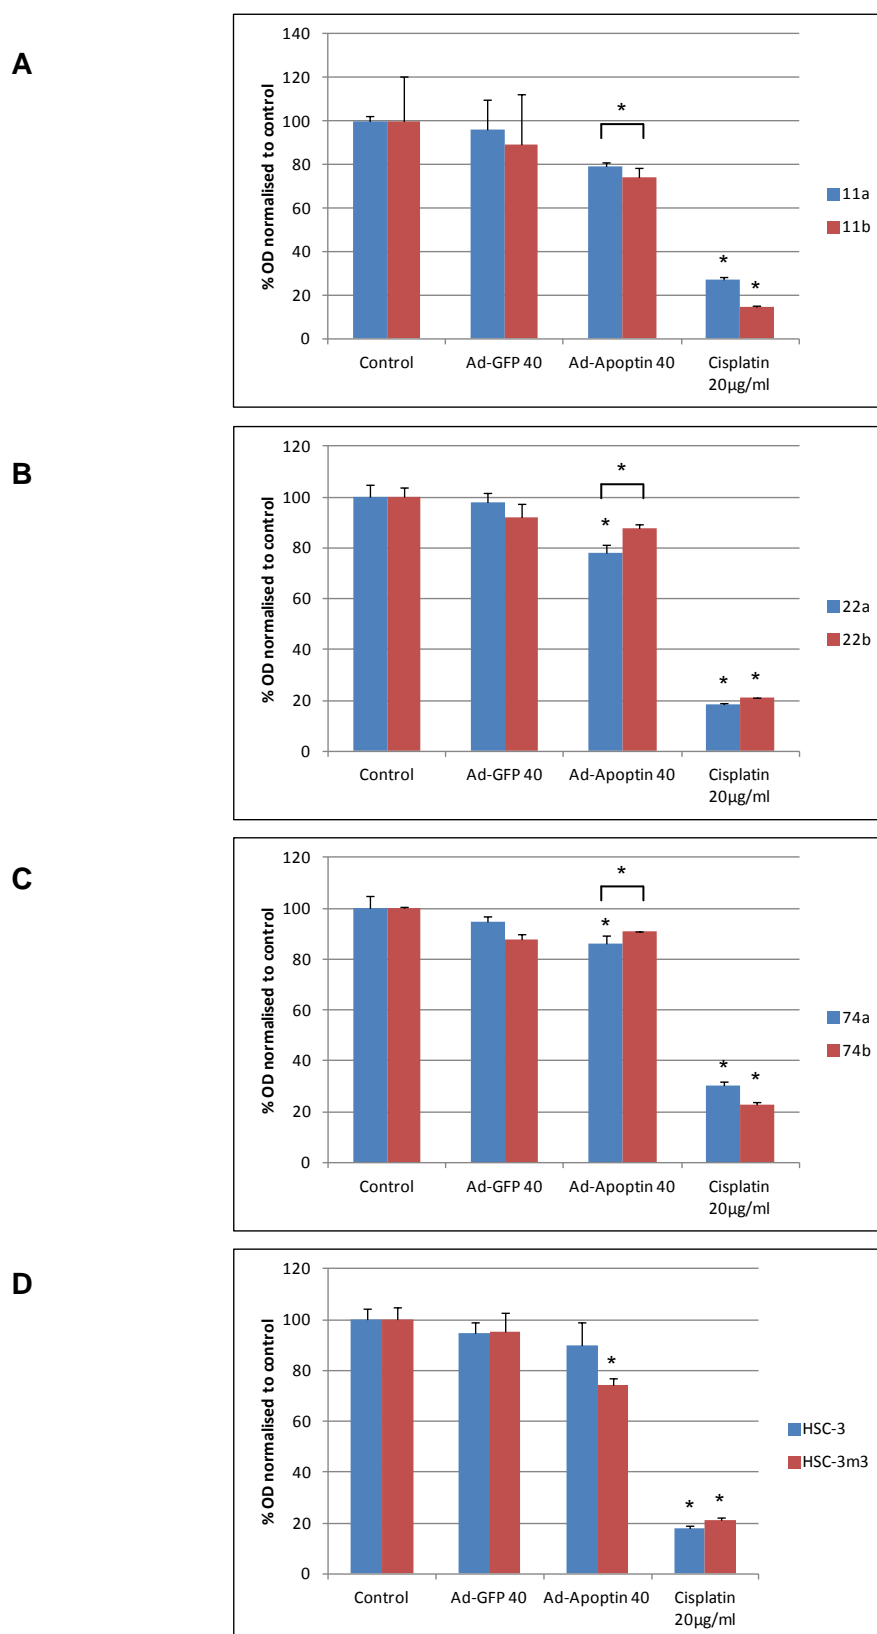 A
% OD normalised to control
140
120
100
80
60
40
20
0
*
*
*
Control
Ad-GFP 40
Ad-Apoptin 40
Cisplatin
20µg/ml
11a
11b
B
% OD normalised to control
120
100
80
60
40
20
0
*
*
*
*
Control
Ad-GFP 40
Ad-Apoptin 40
Cisplatin
20µg/ml
22a
22b
C
% OD normalised to control
120
100
80
60
40
20
0
*
*
*
*
Control
Ad-GFP 40
Ad-Apoptin 40
Cisplatin
20µg/ml
74a
74b
D
% OD normalised to control
120
100
80
60
40
20
0
*
*
*
Control
Ad-GFP 40
Ad-Apoptin 40
Cisplatin
20µg/ml
HSC-3
HSC-3m3